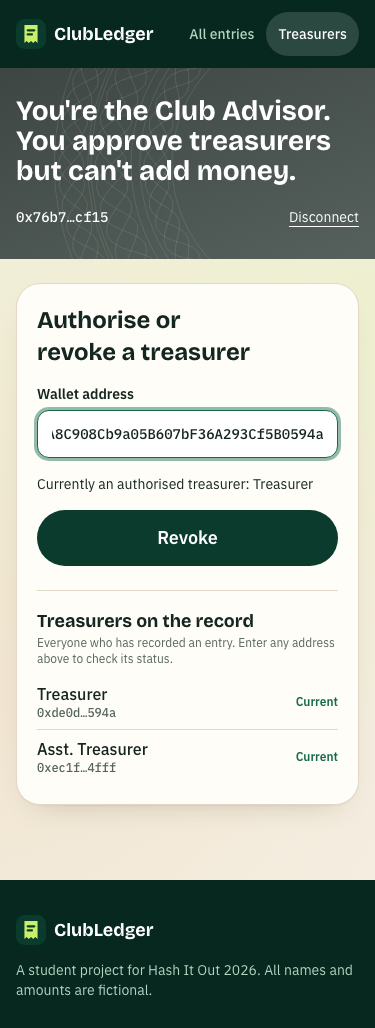 ClubLedger
All entries
Treasurers
You're the Club Advisor.
You approve treasurers
but can't add money.
0x76b7…cf15
Disconnect
Authorise or
revoke a treasurer
Wallet address
8C908Cb9a05B607bF36A293Cf5B0594a
Currently an authorised treasurer: Treasurer
Revoke
Treasurers on the record
Everyone who has recorded an entry. Enter any address
above to check its status.
Treasurer
0xde0d…594a
Current
Asst. Treasurer
0xec1f…4fff
Current
ClubLedger
A student project for Hash It Out 2026. All names and
amounts are fictional.